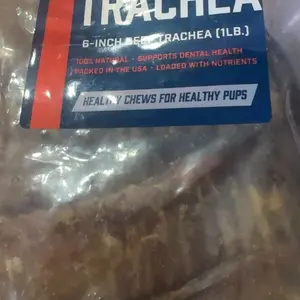 TRACHEA
6-INCH BEEF TRACHEA (1LB.)
100% NATURAL - SUPPORTS DENTAL HEALTH
PACKED IN THE USA - LOADED WITH NUTRIENTS
HEALTHY CHEWS FOR HEALTHY PUPS